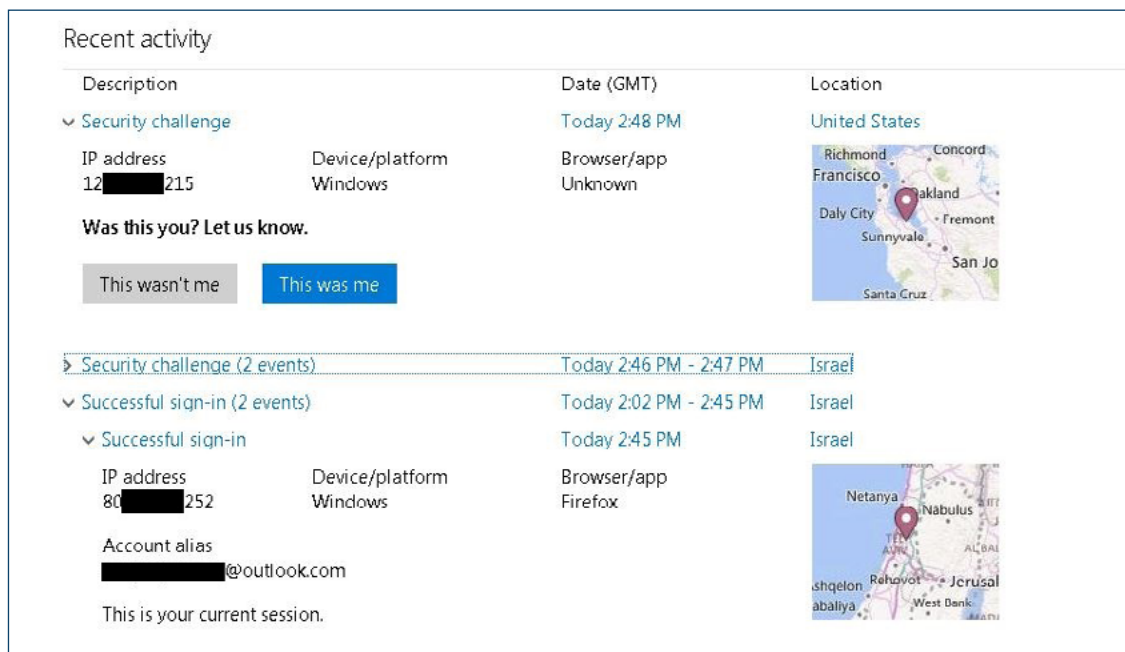 Recent activity
Description Date (GMT) Location
Security challenge Today 2:48 PM United States
IP address Device/platform Browser/app
12 215 Windows Unknown
Was this you? Let us know.
This wasn't me This was me
Richmond Concord
Francisco Oakland
Daly City Fremont
Sunnyvale
San Jo
Santa Cruz
Security challenge (2 events) Today 2:46 PM - 2:47 PM Israel
Successful sign-in (2 events) Today 2:02 PM - 2:45 PM Israel
Successful sign-in Today 2:45 PM Israel
IP address Device/platform Browser/app
80 252 Windows Firefox
Account alias
@outlook.com
This is your current session.
Netanya
Nabulus
TEL
AVIV
Rehovot Jerusal
shqelon
abaliya West Bank